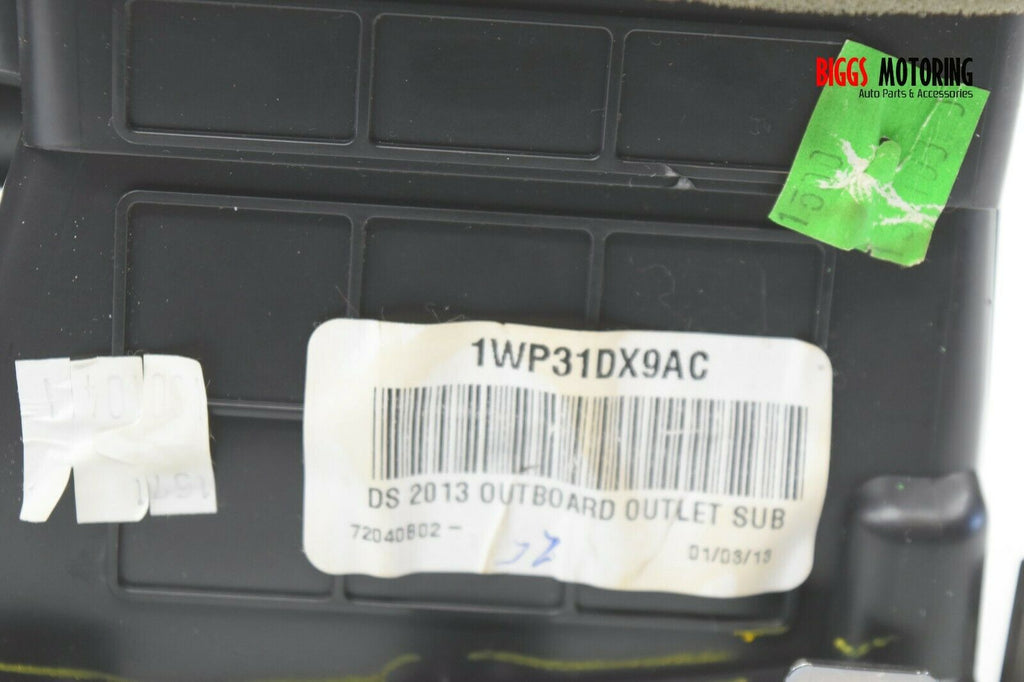 BIGGS MOTORING
Auto Parts & Accessories
1WP31DX9AC
DS 2013 OUTBOARD OUTLET SUB
72040802-
01/03/13